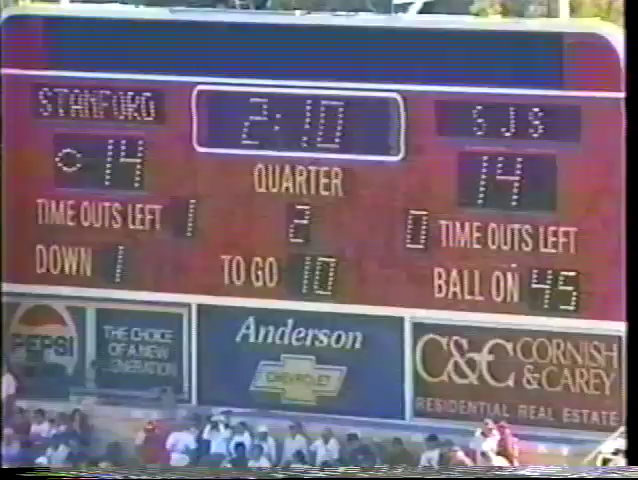 STANFORD 2:10 SJS
14 QUARTER 14
TIME OUTS LEFT 1 2 0 TIME OUTS LEFT
DOWN 1 TO GO 10 BALL ON 45
PEPSI
THE CHOICE
OF A NEW
GENERATION
Anderson
CHEVROLET
C&C CORNISH
& CAREY
RESIDENTIAL REAL ESTATE